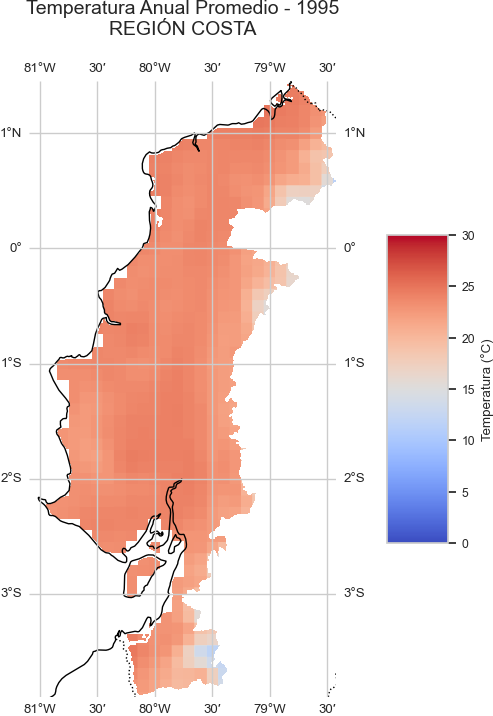 Temperatura Anual Promedio - 1995
REGIÓN COSTA
81°W 30′ 80°W 30′ 79°W 30′
1°N 1°N
0° 0°
1°S 1°S
2°S 2°S
3°S 3°S
81°W 30′ 80°W 30′ 79°W 30′
30
25
20
15
10
5
0
Temperatura (°C)